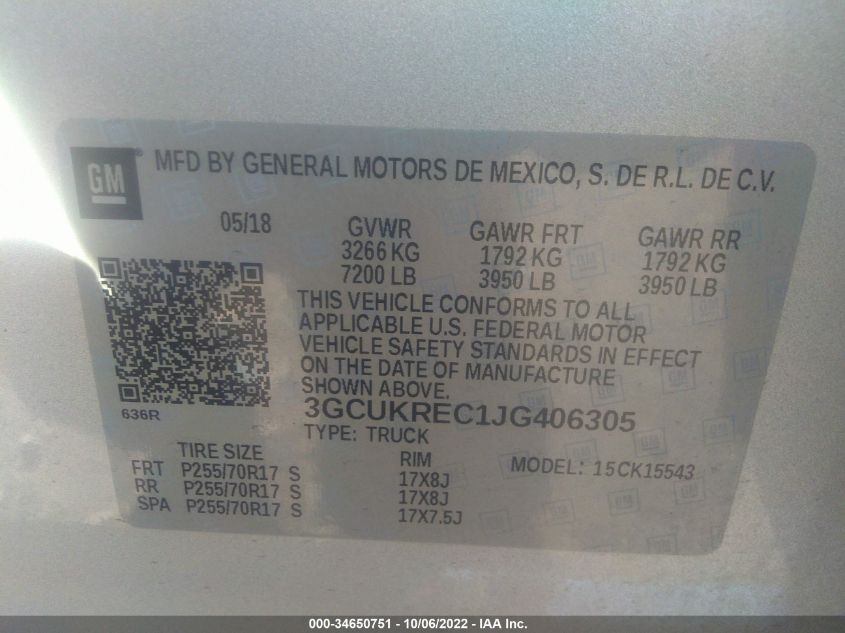 GM ® MFD BY GENERAL MOTORS DE MEXICO, S. DE R.L. DE C.V.
05/18 GVWR GAWR FRT GAWR RR
3266 KG 1792 KG 1792 KG
7200 LB 3950 LB 3950 LB
THIS VEHICLE CONFORMS TO ALL
APPLICABLE U.S. FEDERAL MOTOR
VEHICLE SAFETY STANDARDS IN EFFECT
ON THE DATE OF MANUFACTURE
SHOWN ABOVE.
636R 3GCUKREC1JG406305
TYPE: TRUCK
TIRE SIZE RIM MODEL: 15CK15543
FRT P255/70R17 S 17X8J
RR P255/70R17 S 17X8J
SPA P255/70R17 S 17X7.5J
000-34650751 - 10/06/2022 - IAA Inc.